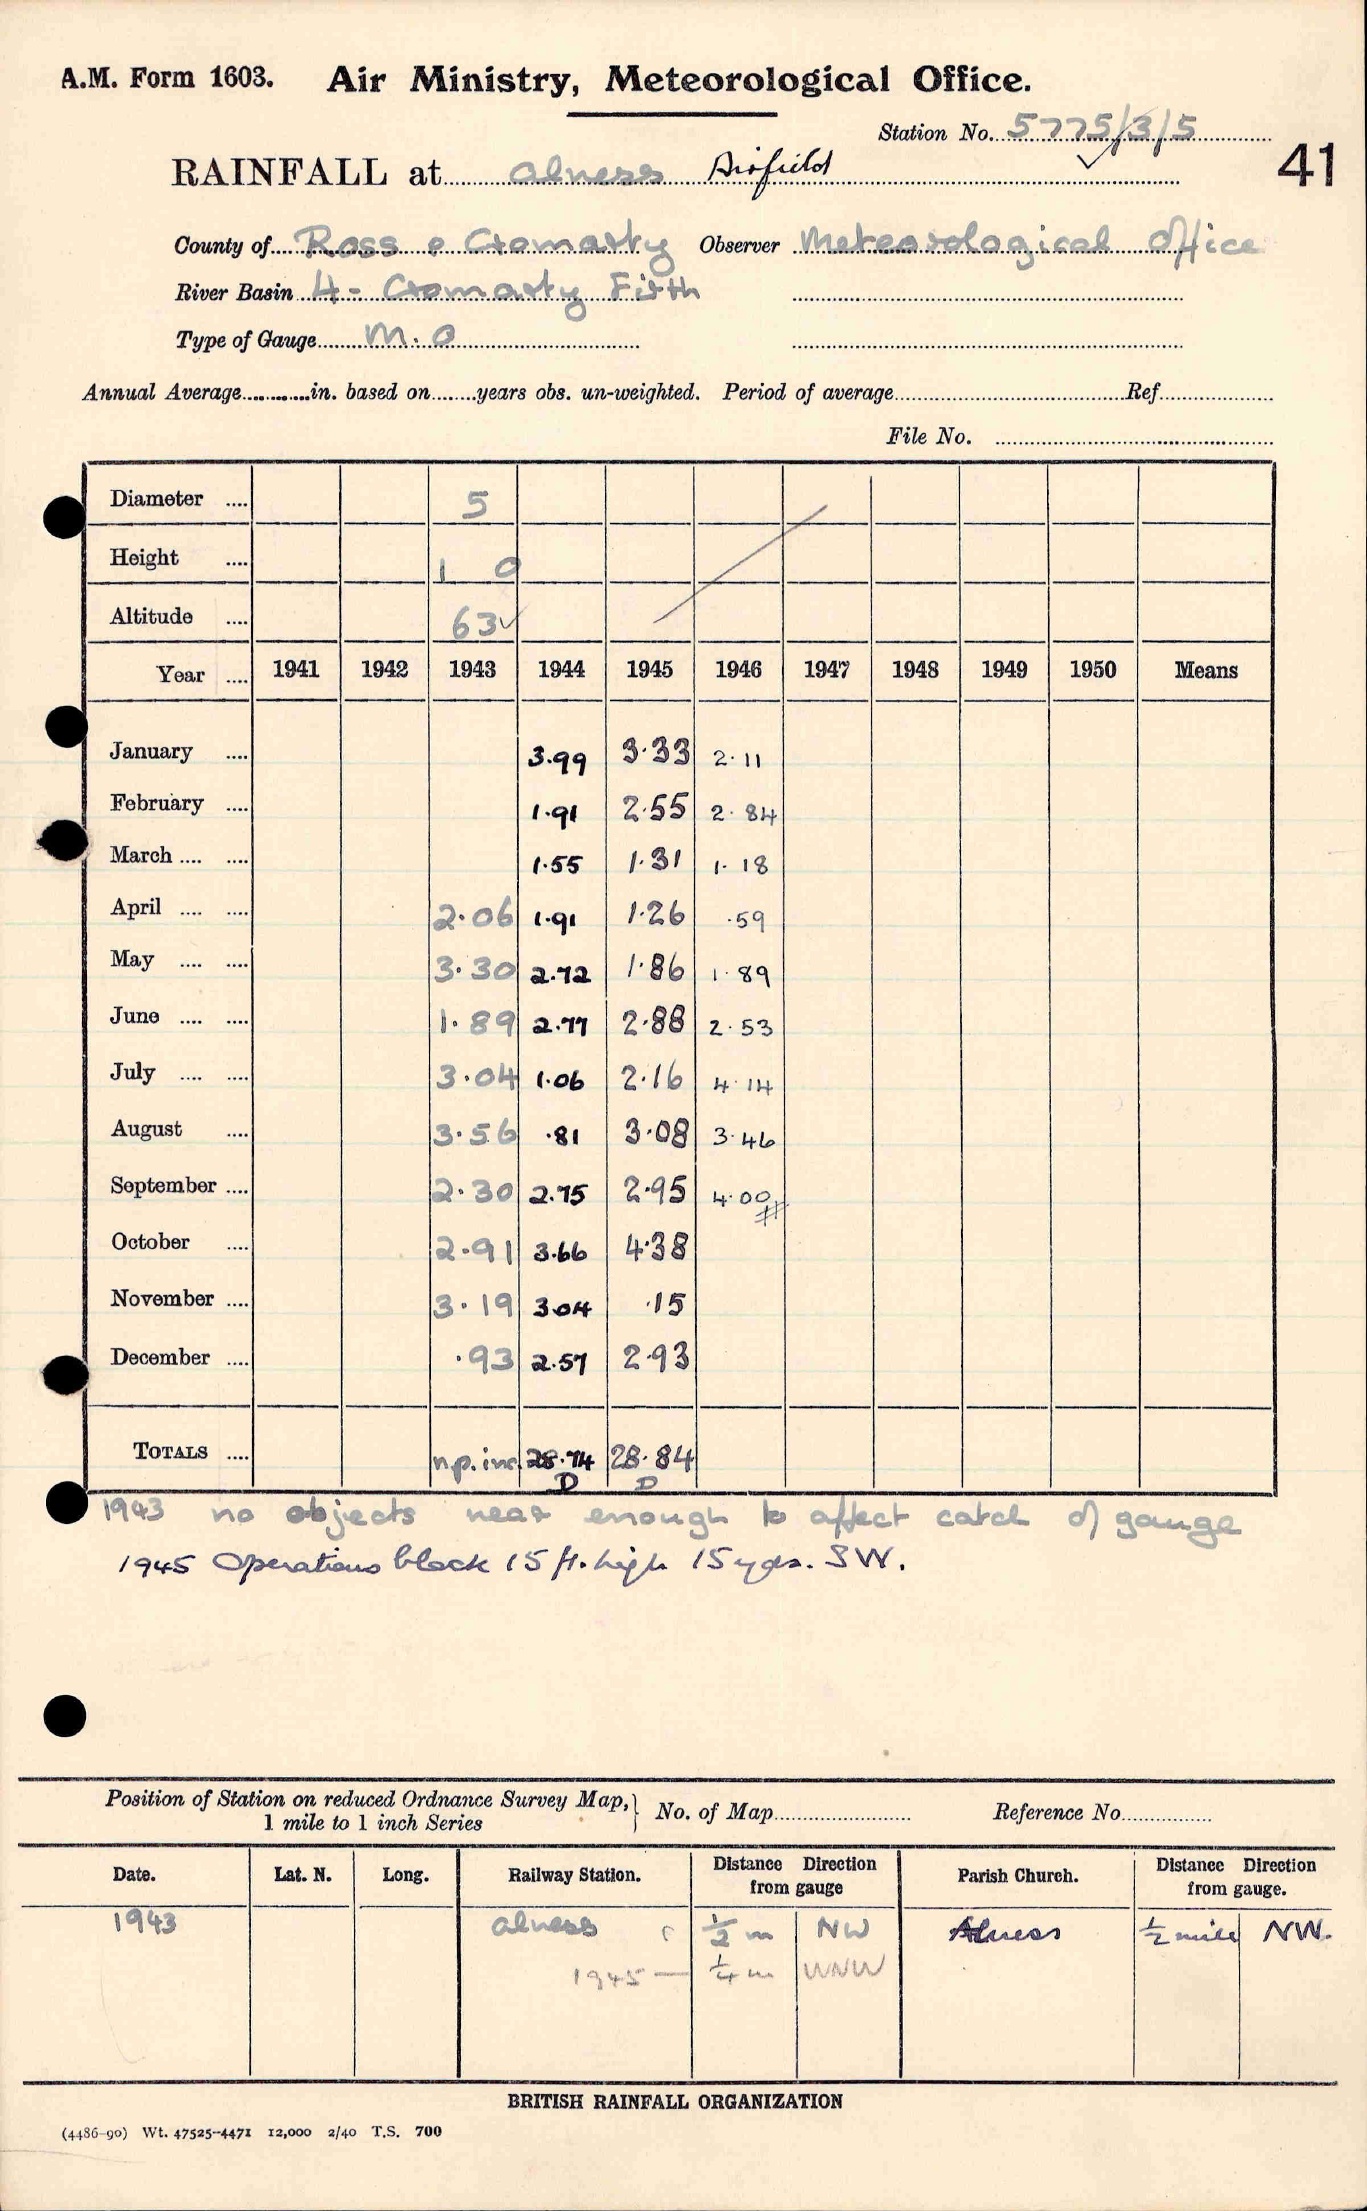 A.M. Form 1603. Air Ministry, Meteorological Office.
Station No. 5775/3/5
41
RAINFALL at Alness Airfield
County of Ross & Cromarty Observer Meteorological Office
River Basin 4 - Cromarty Firth
Type of Gauge M.O
Annual Average in. based on years obs. un-weighted. Period of average Ref.
File No.
Diameter .... 5
Height .... 1 0
Altitude .... 63 ✓
Year .... 1941 1942 1943 1944 1945 1946 1947 1948 1949 1950 Means
January .... 3.99 3.33 2.11
February .... 1.91 2.55 2.84
March .... .... 1.55 1.31 1.18
April .... .... 2.06 1.91 1.26 .59
May .... .... 3.30 2.72 1.86 1.89
June .... .... 1.89 2.77 2.88 2.53
July .... .... 3.04 1.06 2.16 4.14
August .... 3.56 .81 3.08 3.46
September .... 2.30 2.75 2.95 4.00
October .... 2.91 3.66 4.38
November .... 3.19 3.04 .15
December .... .93 2.57 2.93
TOTALS .... n.p. inc. 28.74 28.84
D D
1943 no objects near enough to affect catch of gauge
1945 Operations block 15 ft. high 15 yds. SW.
Position of Station on reduced Ordnance Survey Map, No. of Map Reference No.
1 mile to 1 inch Series
Date. Lat. N. Long. Railway Station. Distance Direction from gauge Parish Church. Distance Direction from gauge.
1943 Alness ½ m NW Alness ½ mile NW.
1945 — ¼ m WNW
BRITISH RAINFALL ORGANIZATION
(4486-90) Wt. 47525-4471 12,000 2/40 T.S. 700